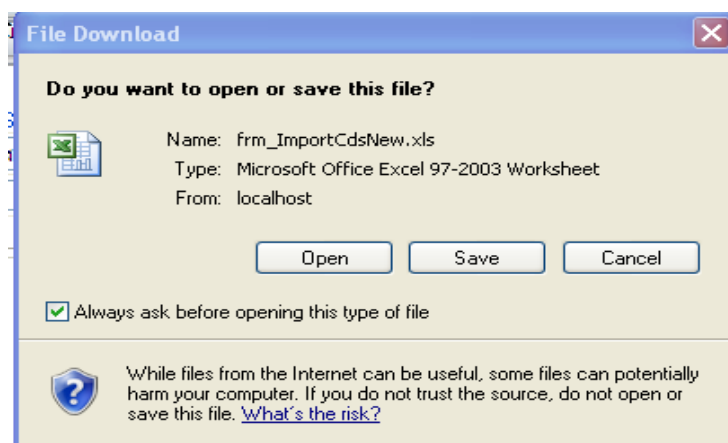 File Download
Do you want to open or save this file?
Name: frm_ImportCdsNew.xls
Type: Microsoft Office Excel 97-2003 Worksheet
From: localhost
Open Save Cancel
Always ask before opening this type of file
While files from the Internet can be useful, some files can potentially
harm your computer. If you do not trust the source, do not open or
save this file. What's the risk?